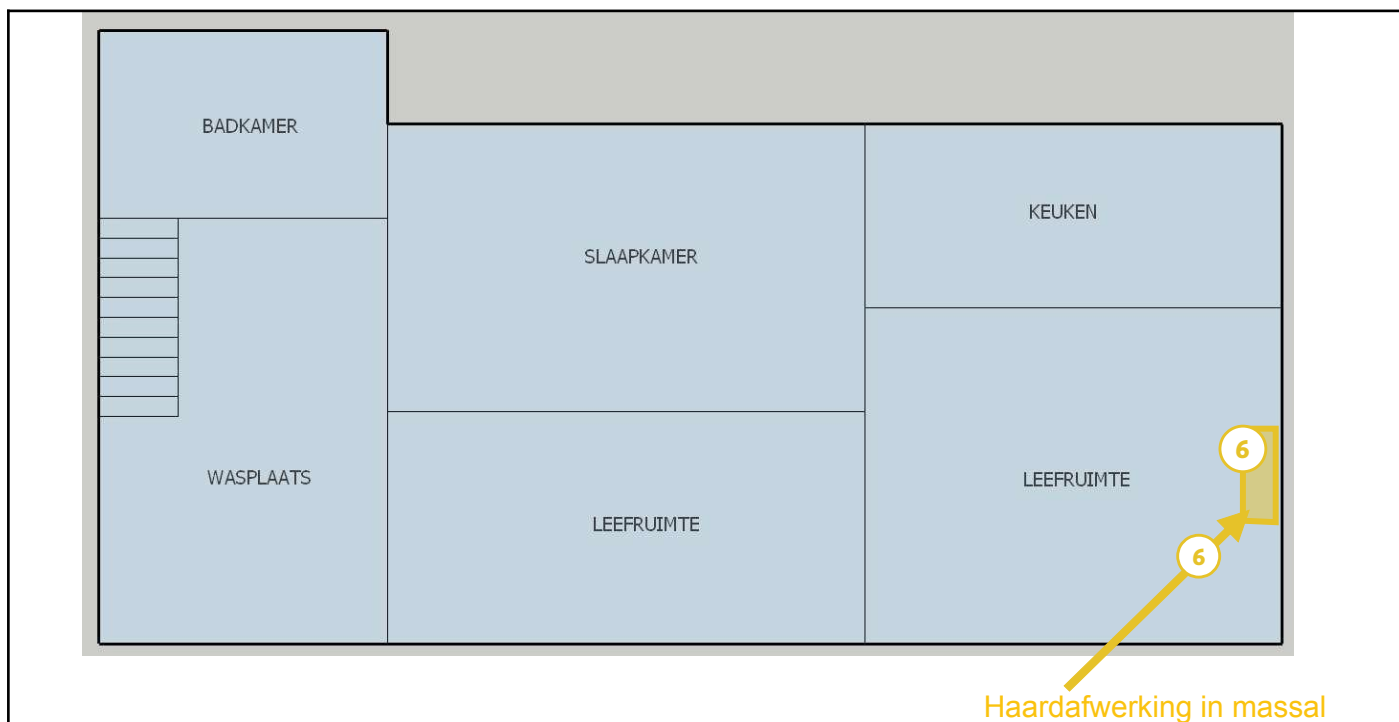 BADKAMER
KEUKEN
SLAAPKAMER
6
WASPLAATS
LEEFRUIMTE
LEEFRUIMTE
6
Haardafwerking in massal